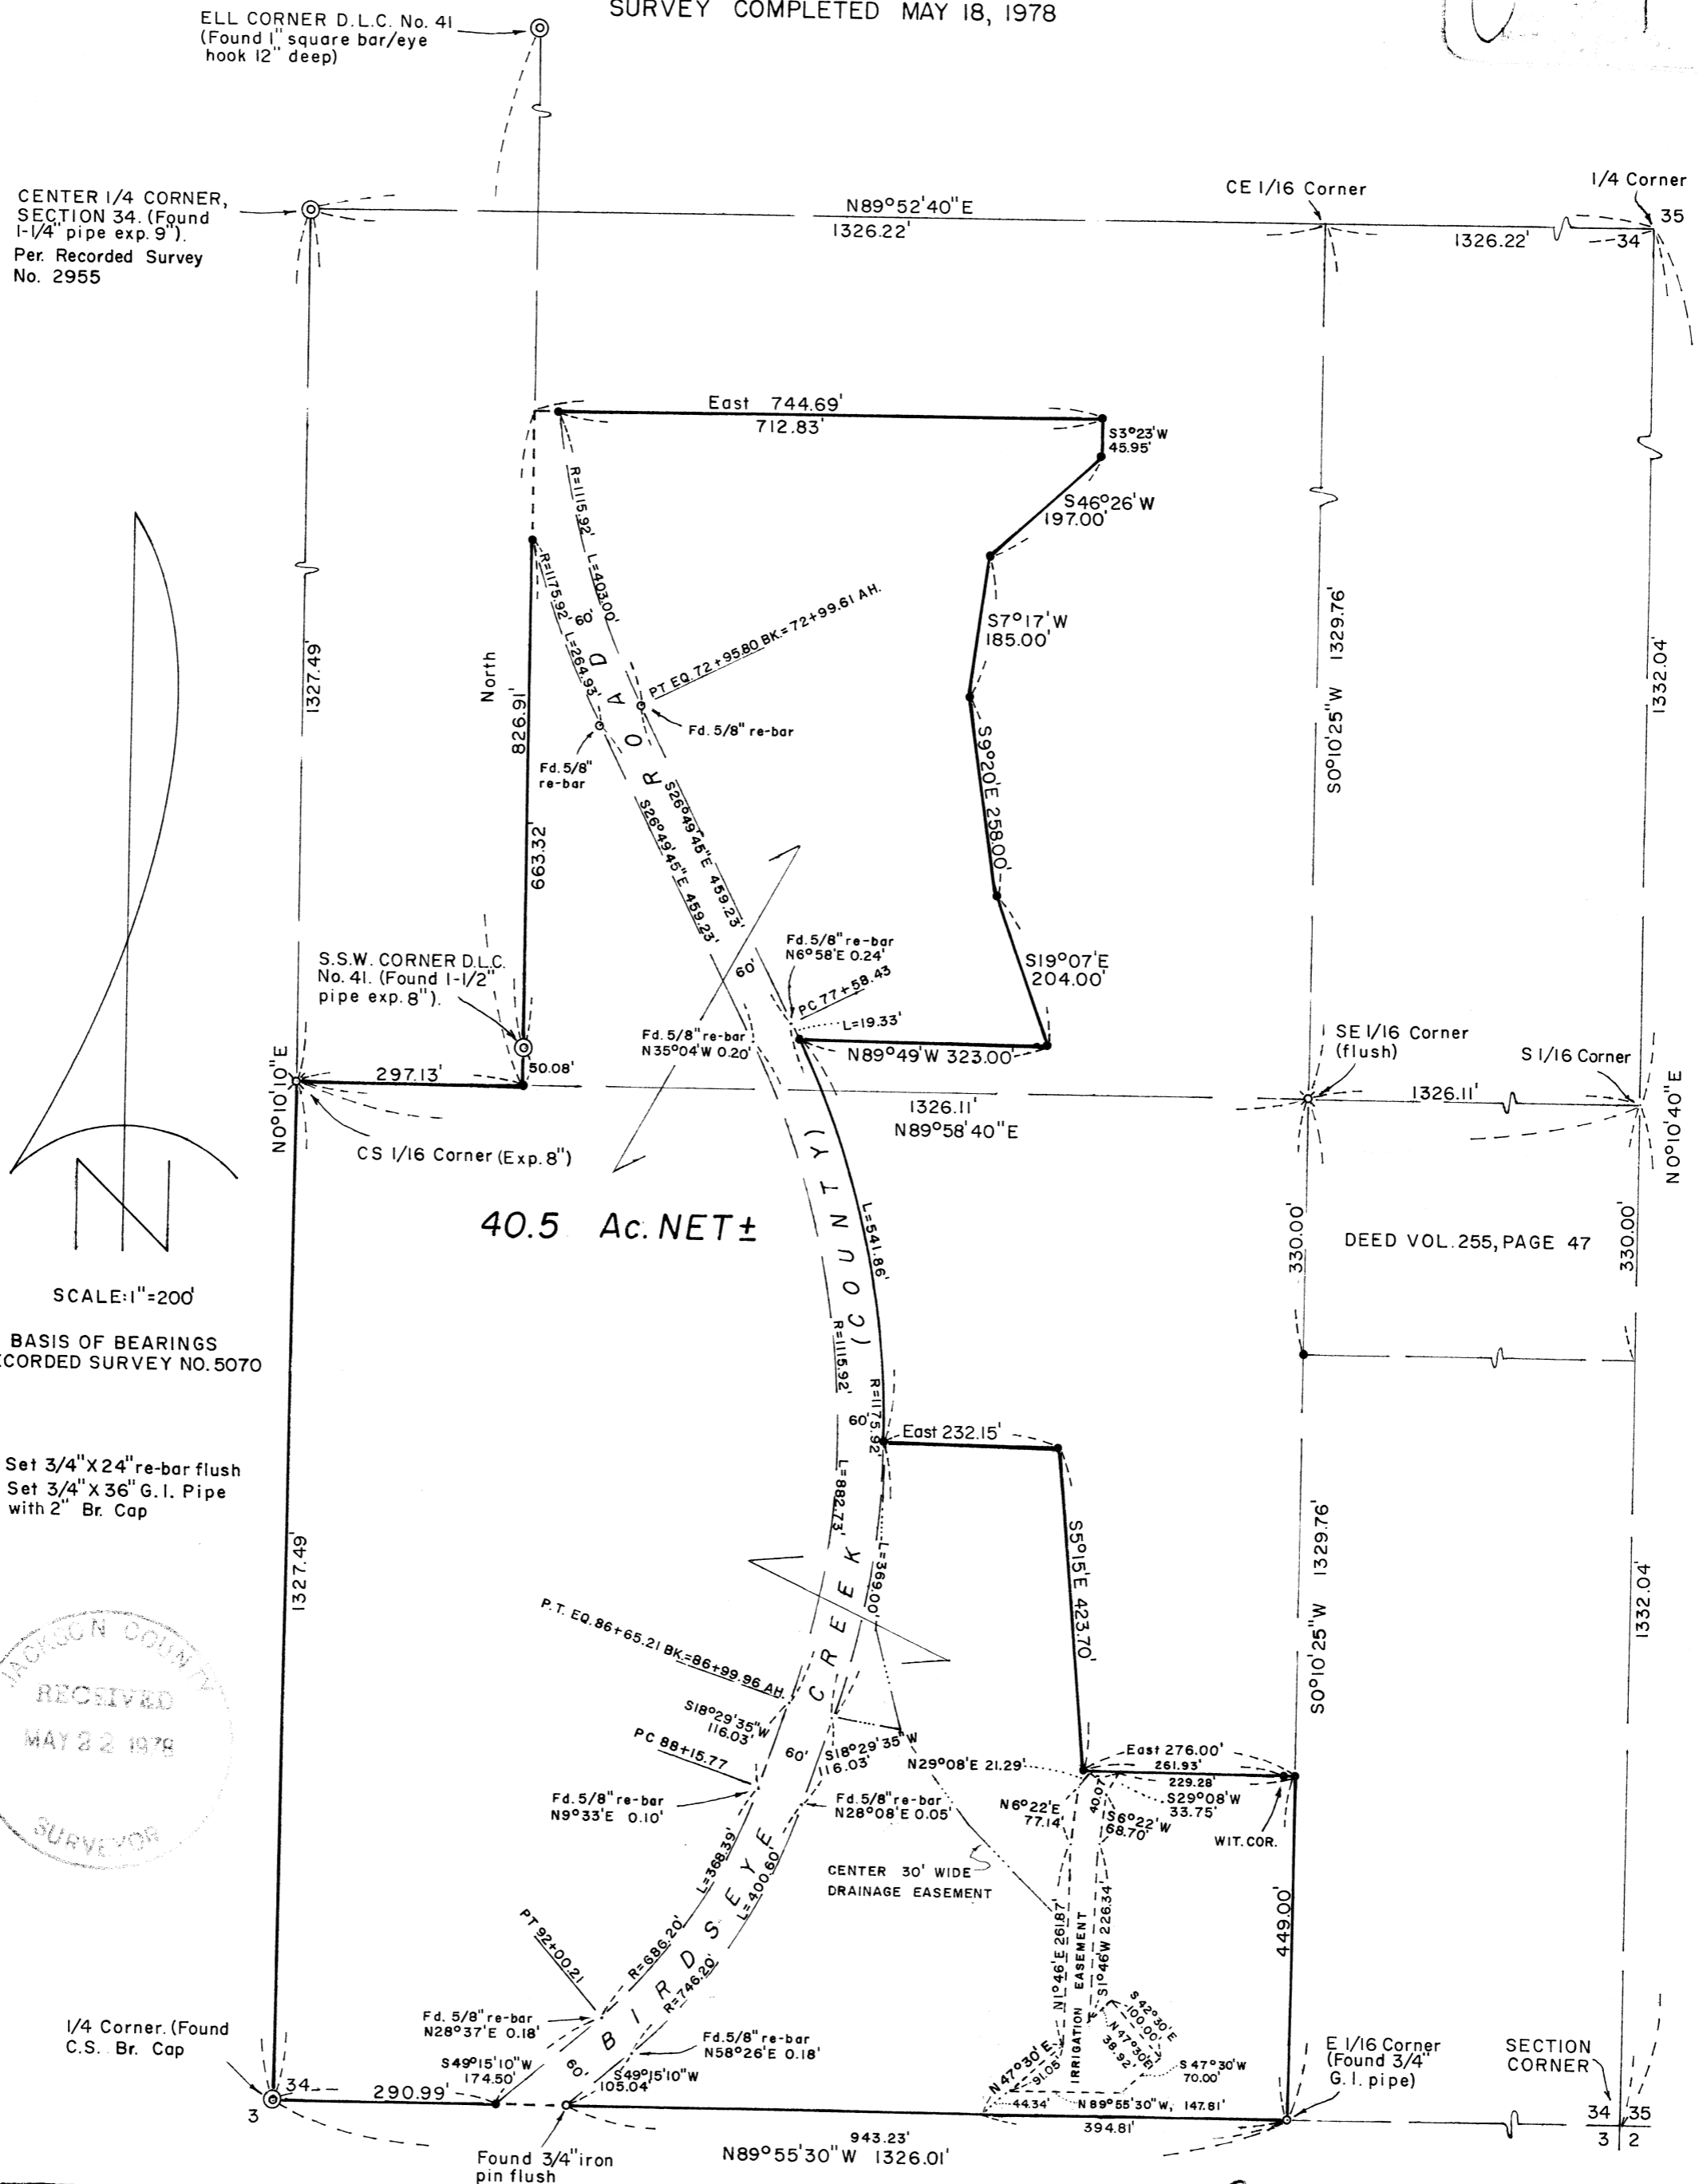 SURVEY COMPLETED MAY 18, 1978
ELL CORNER D.L.C. No. 41
(Found 1" square bar/eye
hook 12" deep)
CENTER 1/4 CORNER,
SECTION 34. (Found
1-1/4" pipe exp. 9").
Per. Recorded Survey
No. 2955
N89°52'40"E
1326.22'
CE 1/16 Corner
1/4 Corner
35
34
1326.22'
East 744.69'
712.83'
S3°23'W
45.95'
S46°26'W
197.00'
R=1115.92' L=403.00'
R=1175.92' L=264.93'
60'
PT EQ. 72+95.80 BK.=72+99.61 AH.
S7°17'W
185.00'
1327.49'
North
826.91'
663.32'
Fd. 5/8" re-bar
Fd. 5/8"
re-bar
S26°49'45"E 459.23'
S26°49'45"E 459.23'
S9°20'E 258.00'
S0°10'25"W 1329.76'
1332.04'
S.S.W. CORNER D.L.C.
No. 41. (Found 1-1/2"
pipe exp. 8").
Fd. 5/8" re-bar
N6°58'E 0.24'
60'
PC 77+58.43
L=19.33'
Fd. 5/8" re-bar
N35°04'W 0.20'
N89°49'W 323.00'
S19°07'E
204.00'
SE 1/16 Corner
(flush)
S 1/16 Corner
N0°10'10"E
297.13'
50.08'
1326.11'
N89°58'40"E
1326.11'
N0°10'40"E
CS 1/16 Corner (Exp. 8")
40.5 Ac. NET ±
L=541.86'
330.00'
DEED VOL. 255, PAGE 47
330.00'
SCALE: 1"=200'
BASIS OF BEARINGS
ECORDED SURVEY NO. 5070
R=1115.92'
R=1175.92'
60'
East 232.15'
Set 3/4" X 24" re-bar flush
Set 3/4" X 36" G.I. Pipe
with 2" Br. Cap
L=882.73'
L=369.00'
S5°15'E 423.70'
1327.49'
S0°10'25"W 1329.76'
1332.04'
JACKSON COUNTY
RECEIVED
MAY 22 1978
SURVEYOR
P.T. EQ. 86+65.21 BK.=86+99.96 AH.
S18°29'35"W
116.03'
PC 88+15.77
60'
S18°29'35"W
116.03'
Fd. 5/8" re-bar
N9°33'E 0.10'
Fd. 5/8" re-bar
N28°08'E 0.05'
N29°08'E 21.29'
East 276.00'
261.93'
229.28'
S29°08'W
33.75'
N6°22'E
77.14'
40.07'
S6°22'W
68.70'
WIT. COR.
CENTER 30' WIDE
DRAINAGE EASEMENT
L=368.39'
L=400.60'
R=686.20'
R=746.20'
BIRDSEYE CREEK (COUNTY) ROAD
PT 92+00.21
N1°46'E 261.87'
IRRIGATION EASEMENT
S1°46'W 226.34'
449.00'
S 42°30'E
100.00'
N47°30'E
38.92'
S 47°30'W
70.00'
N 47°30'E
91.05'
44.34'
N 89°55'30"W, 147.81'
394.81'
Fd. 5/8" re-bar
N28°37'E 0.18'
Fd. 5/8" re-bar
N58°26'E 0.18'
S49°15'10"W
174.50'
60'
S49°15'10"W
105.04'
1/4 Corner. (Found
C.S. Br. Cap
34
3
290.99'
Found 3/4" iron
pin flush
943.23'
N89°55'30"W 1326.01'
E 1/16 Corner
(Found 3/4"
G.I. pipe)
SECTION
CORNER
34 35
3 2